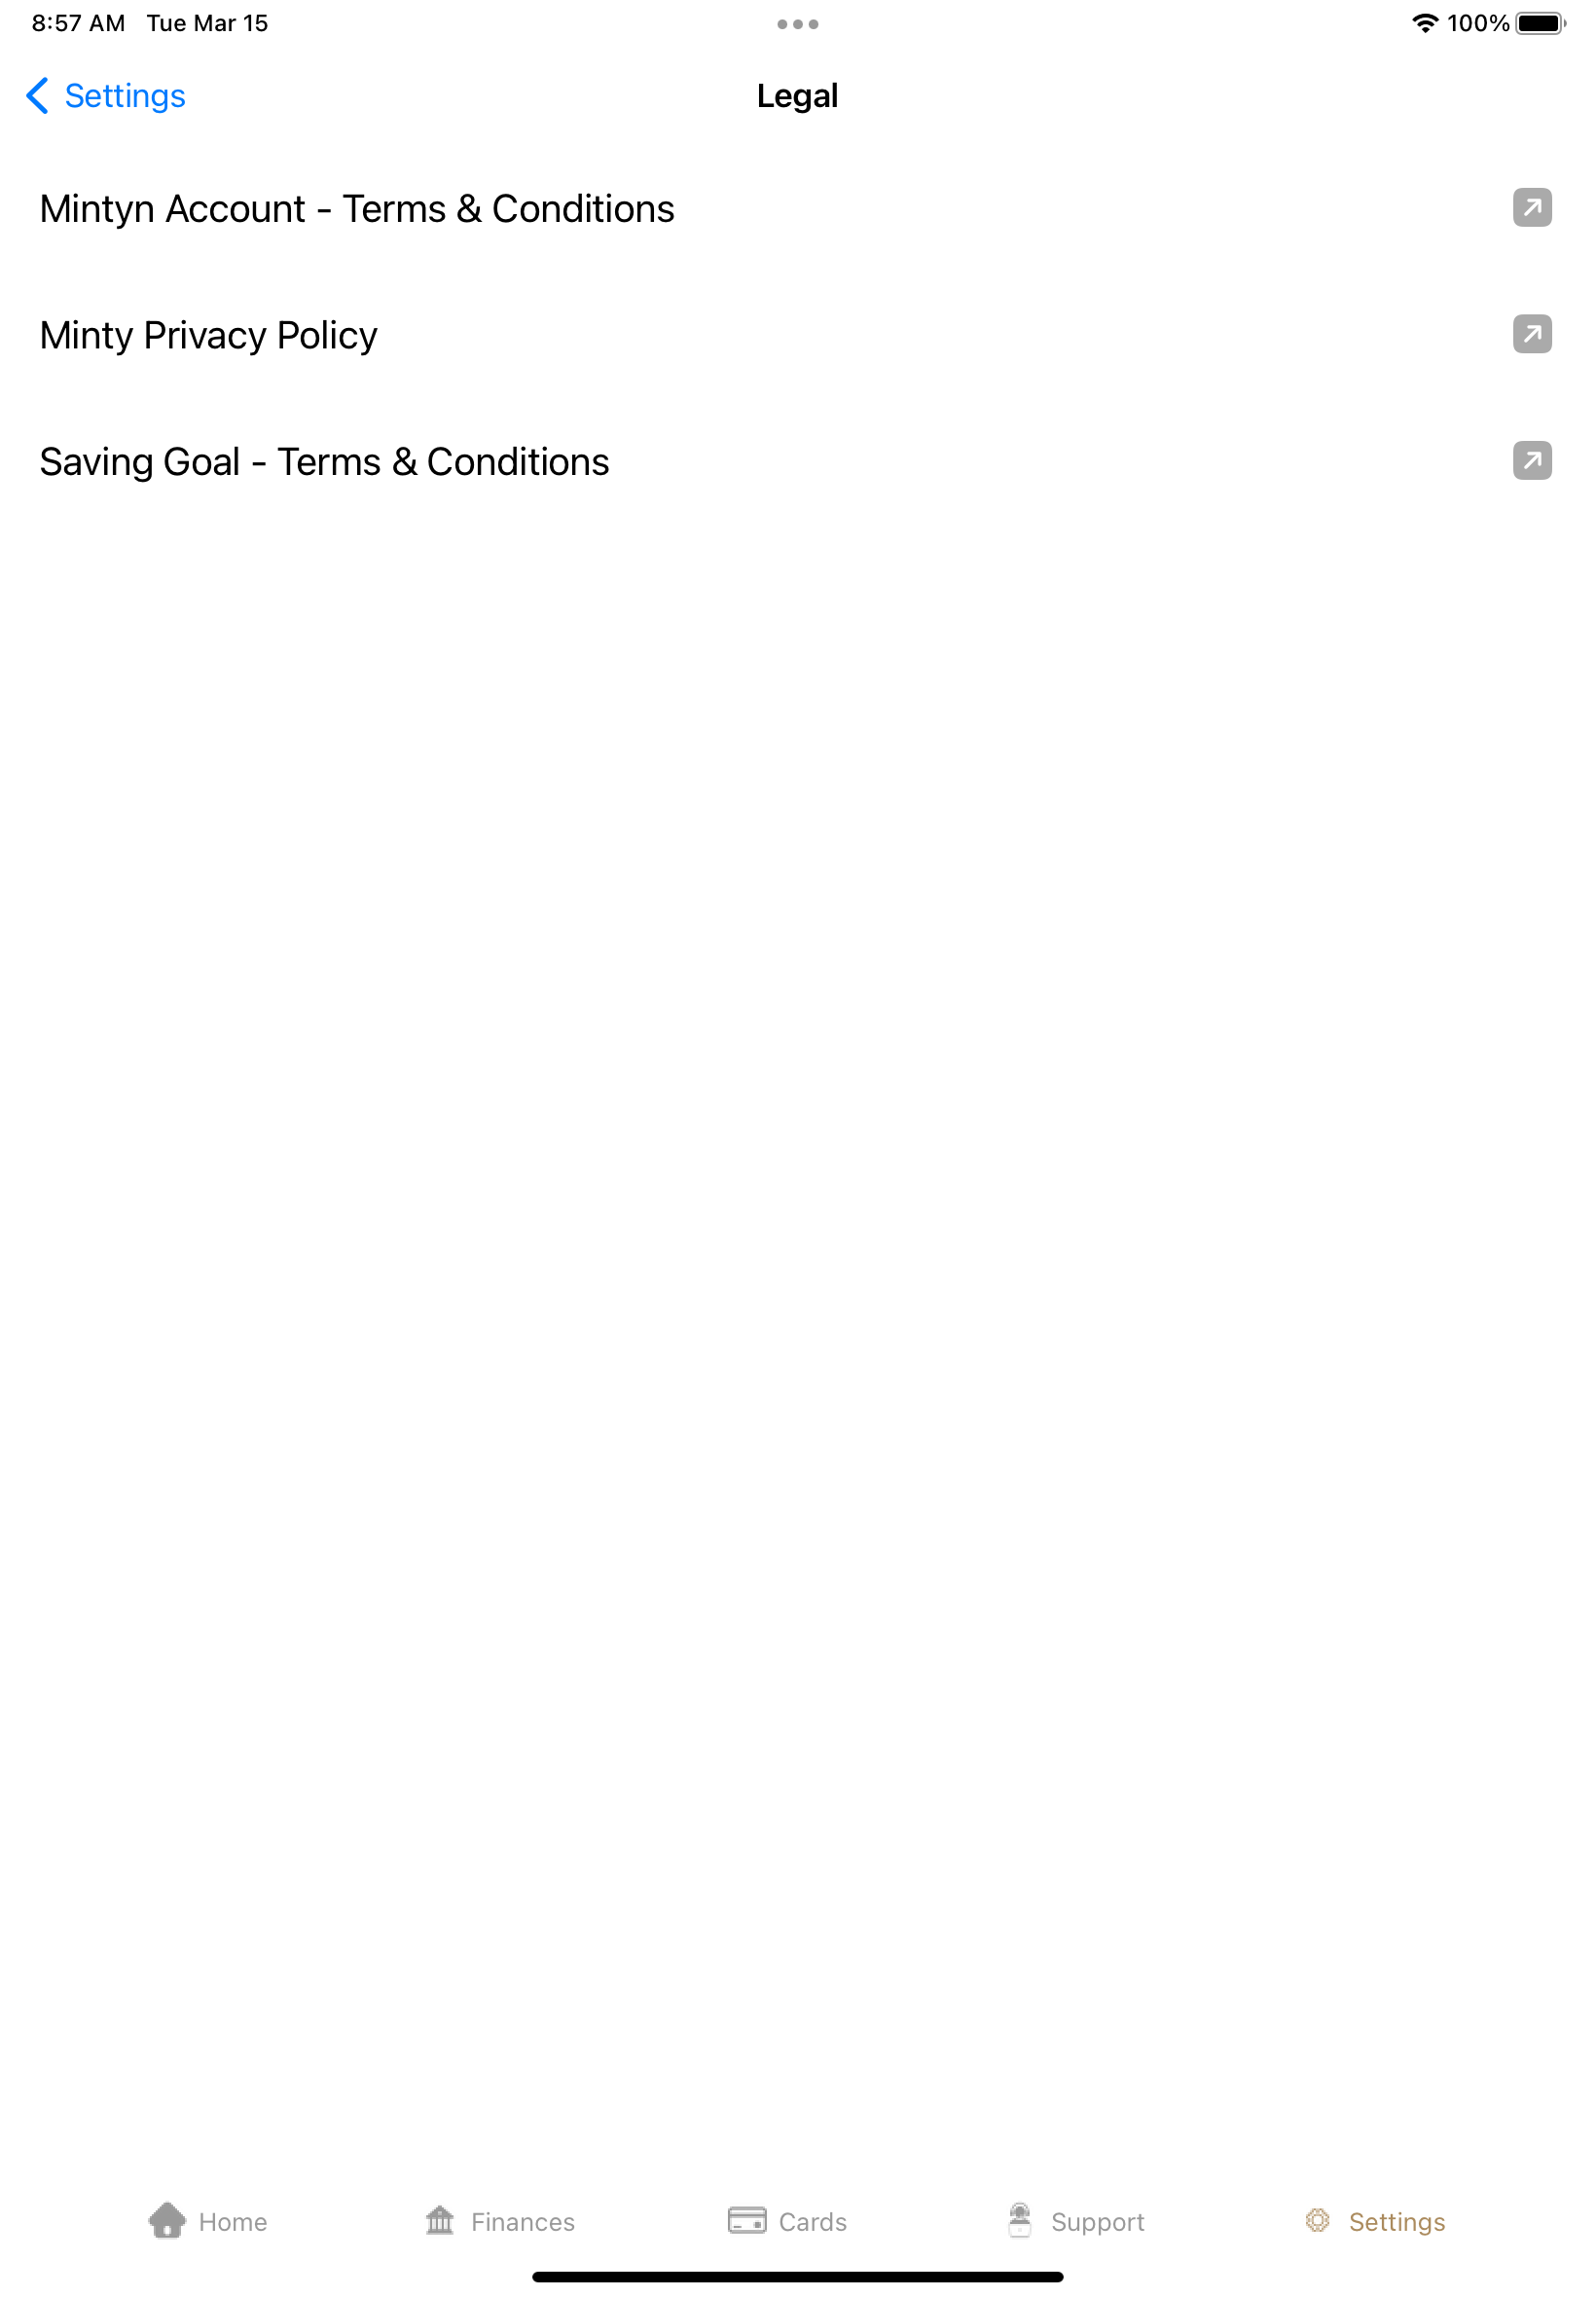 8:57 AM Tue Mar 15 100%
Settings Legal
Mintyn Account - Terms & Conditions
Minty Privacy Policy
Saving Goal - Terms & Conditions
Home Finances Cards Support Settings